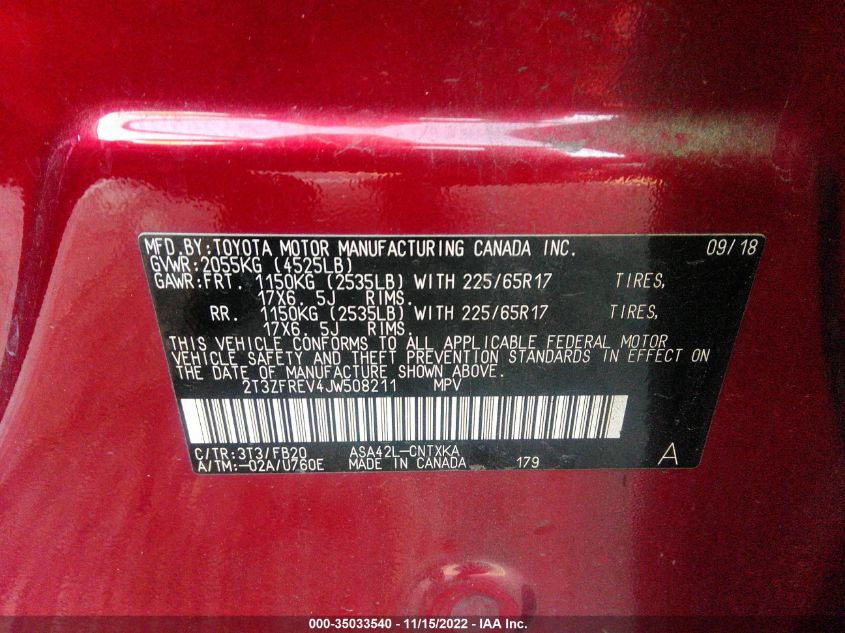 MFD.BY:TOYOTA MOTOR MANUFACTURING CANADA INC. 09/18
GVWR:2055KG (4525LB)
GAWR:FRT. 1150KG (2535LB) WITH 225/65R17 TIRES,
17X6.5J RIMS.
RR. 1150KG (2535LB) WITH 225/65R17 TIRES,
17X6.5J RIMS.
THIS VEHICLE CONFORMS TO ALL APPLICABLE FEDERAL MOTOR
VEHICLE SAFETY AND THEFT PREVENTION STANDARDS IN EFFECT ON
THE DATE OF MANUFACTURE SHOWN ABOVE.
2T3ZFREV4JW508211 MPV
C/TR:3T3/FB20 ASA42L-CNTXKA
A/TM:-02A/U760E MADE IN CANADA 179 A
000-35033540 - 11/15/2022 - IAA Inc.